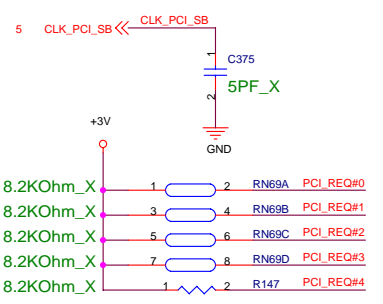 5 CLK_PCI_SB CLK_PCI_SB
1 C375
5PF_X
2
GND
+3V
8.2KOhm_X 1 2 RN69A PCI_REQ#0
8.2KOhm_X 3 4 RN69B PCI_REQ#1
8.2KOhm_X 5 6 RN69C PCI_REQ#2
8.2KOhm_X 7 8 RN69D PCI_REQ#3
8.2KOhm_X 1 2 R147 PCI_REQ#4